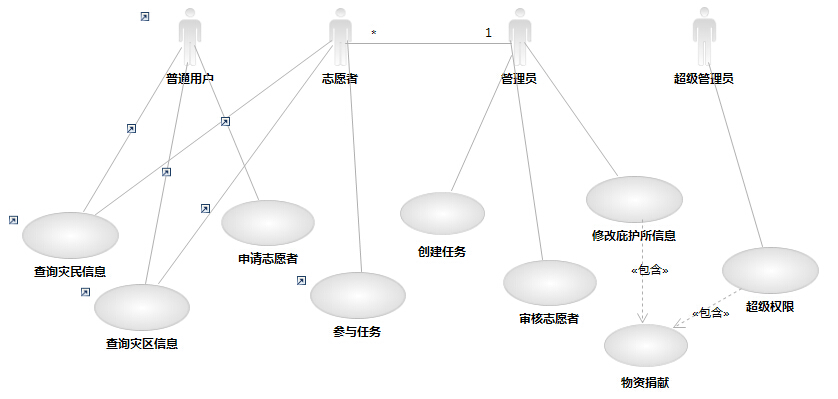 *
1
普通用户
志愿者
管理员
超级管理员
查询灾民信息
申请志愿者
创建任务
修改庇护所信息
«包含»
查询灾区信息
参与任务
审核志愿者
超级权限
«包含»
物资捐献